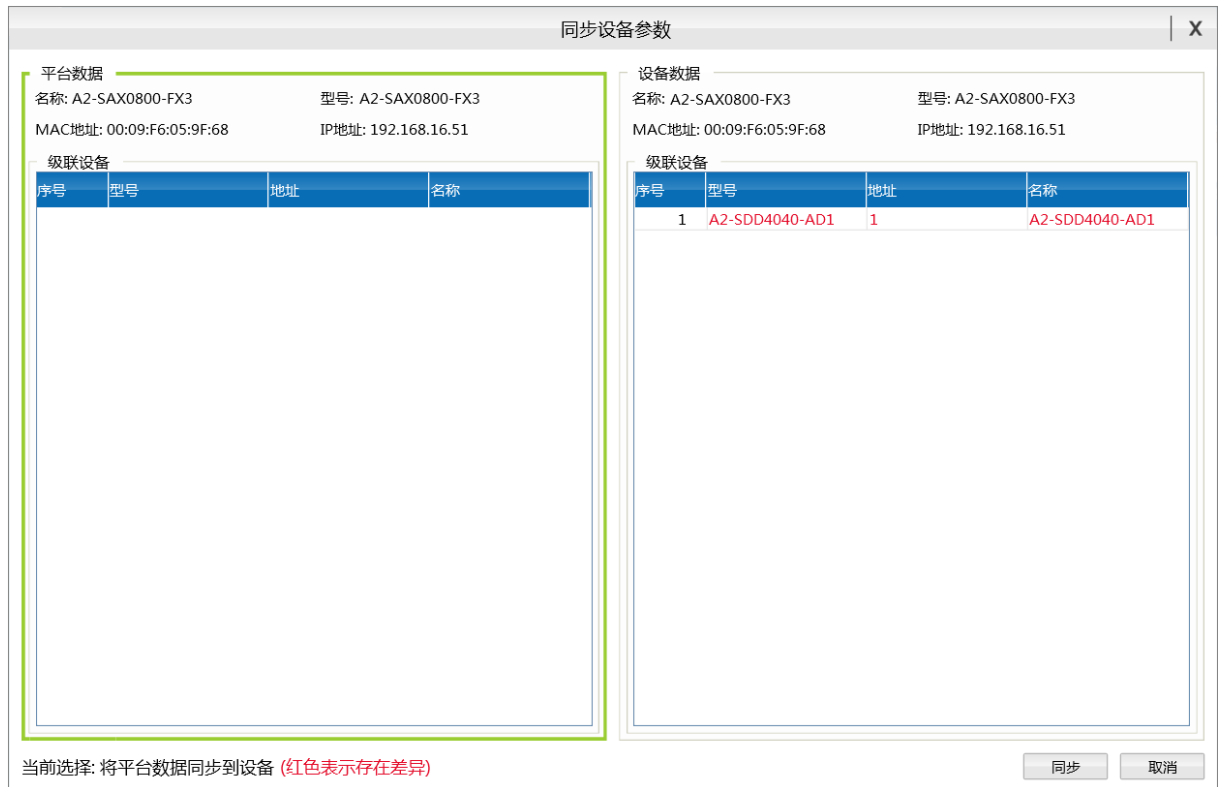 同步设备参数 X
平台数据
名称: A2-SAX0800-FX3 型号: A2-SAX0800-FX3
MAC地址: 00:09:F6:05:9F:68 IP地址: 192.168.16.51
级联设备
序号 型号 地址 名称
设备数据
名称: A2-SAX0800-FX3 型号: A2-SAX0800-FX3
MAC地址: 00:09:F6:05:9F:68 IP地址: 192.168.16.51
级联设备
序号 型号 地址 名称
1 A2-SDD4040-AD1 1 A2-SDD4040-AD1
当前选择: 将平台数据同步到设备 (红色表示存在差异)
同步 取消